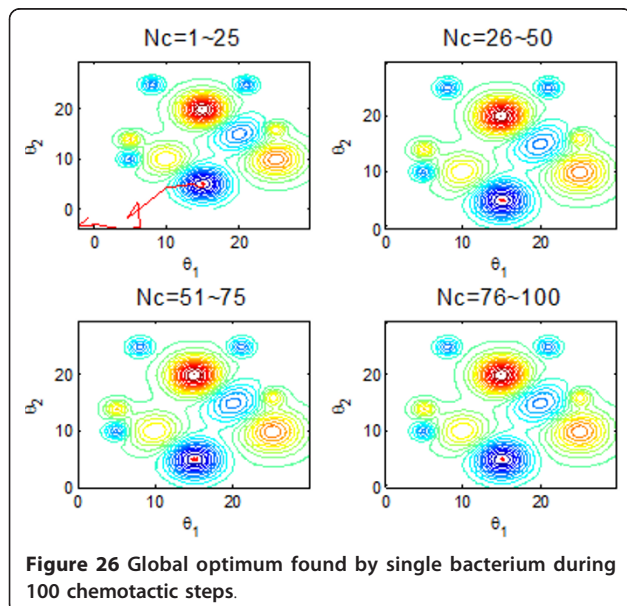 Nc=1~25
Nc=26~50
20
10
0
θ2
0
10
20
θ1
20
10
0
θ2
0
10
20
θ1
Nc=51~75
Nc=76~100
20
10
0
θ2
0
10
20
θ1
20
10
0
θ2
0
10
20
θ1
Figure 26 Global optimum found by single bacterium during
100 chemotactic steps.